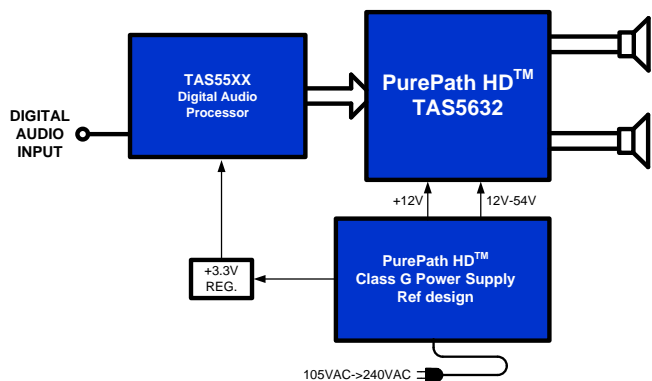 DIGITAL
AUDIO
INPUT
TAS55XX
Digital Audio
Processor
PurePath HD™
TAS5632
+12V
12V-54V
+3.3V
REG.
PurePath HD™
Class G Power Supply
Ref design
105VAC->240VAC